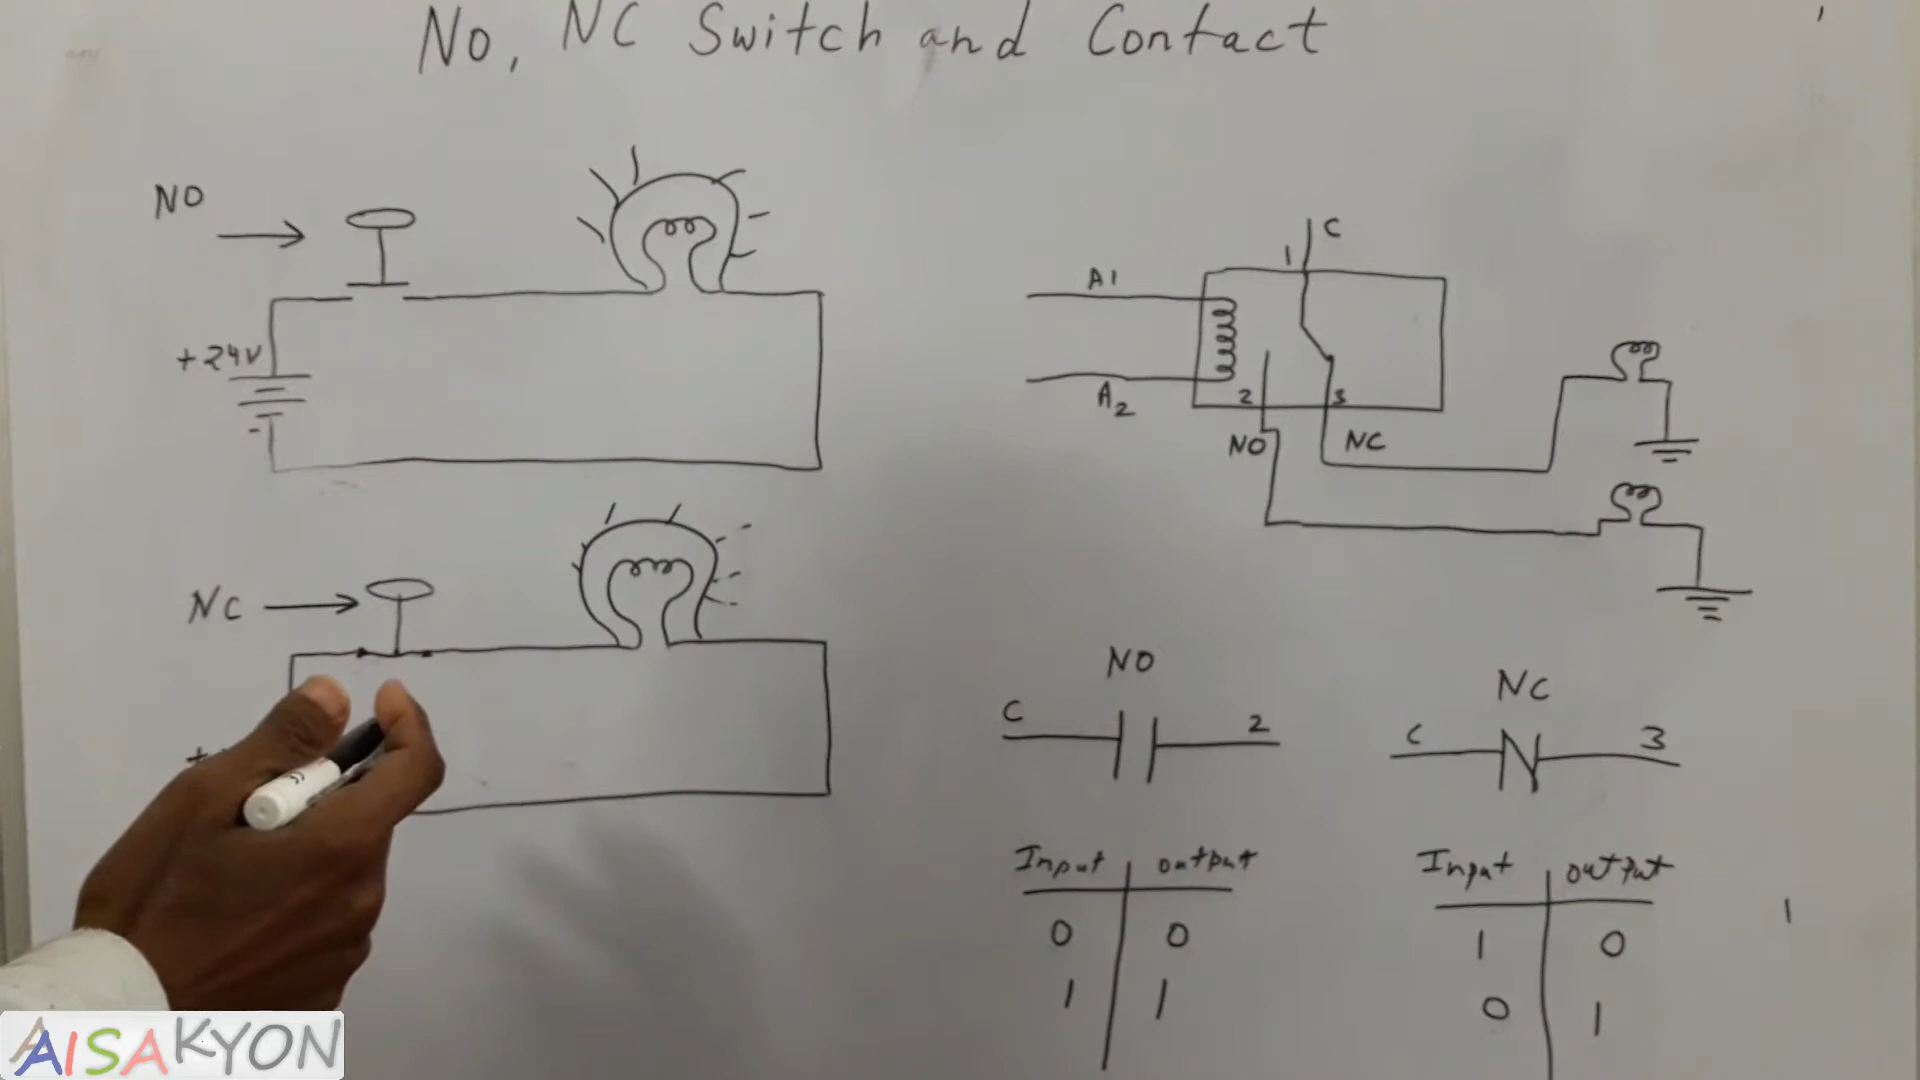 No, NC Switch and Contact
NO
+24V
-
NC
C
1
A1
A2
2
3
NO
NC
NO
C
2
NC
C
3
Input output
0 0
1 1
Input output
1 0
0 1
AISAKYON